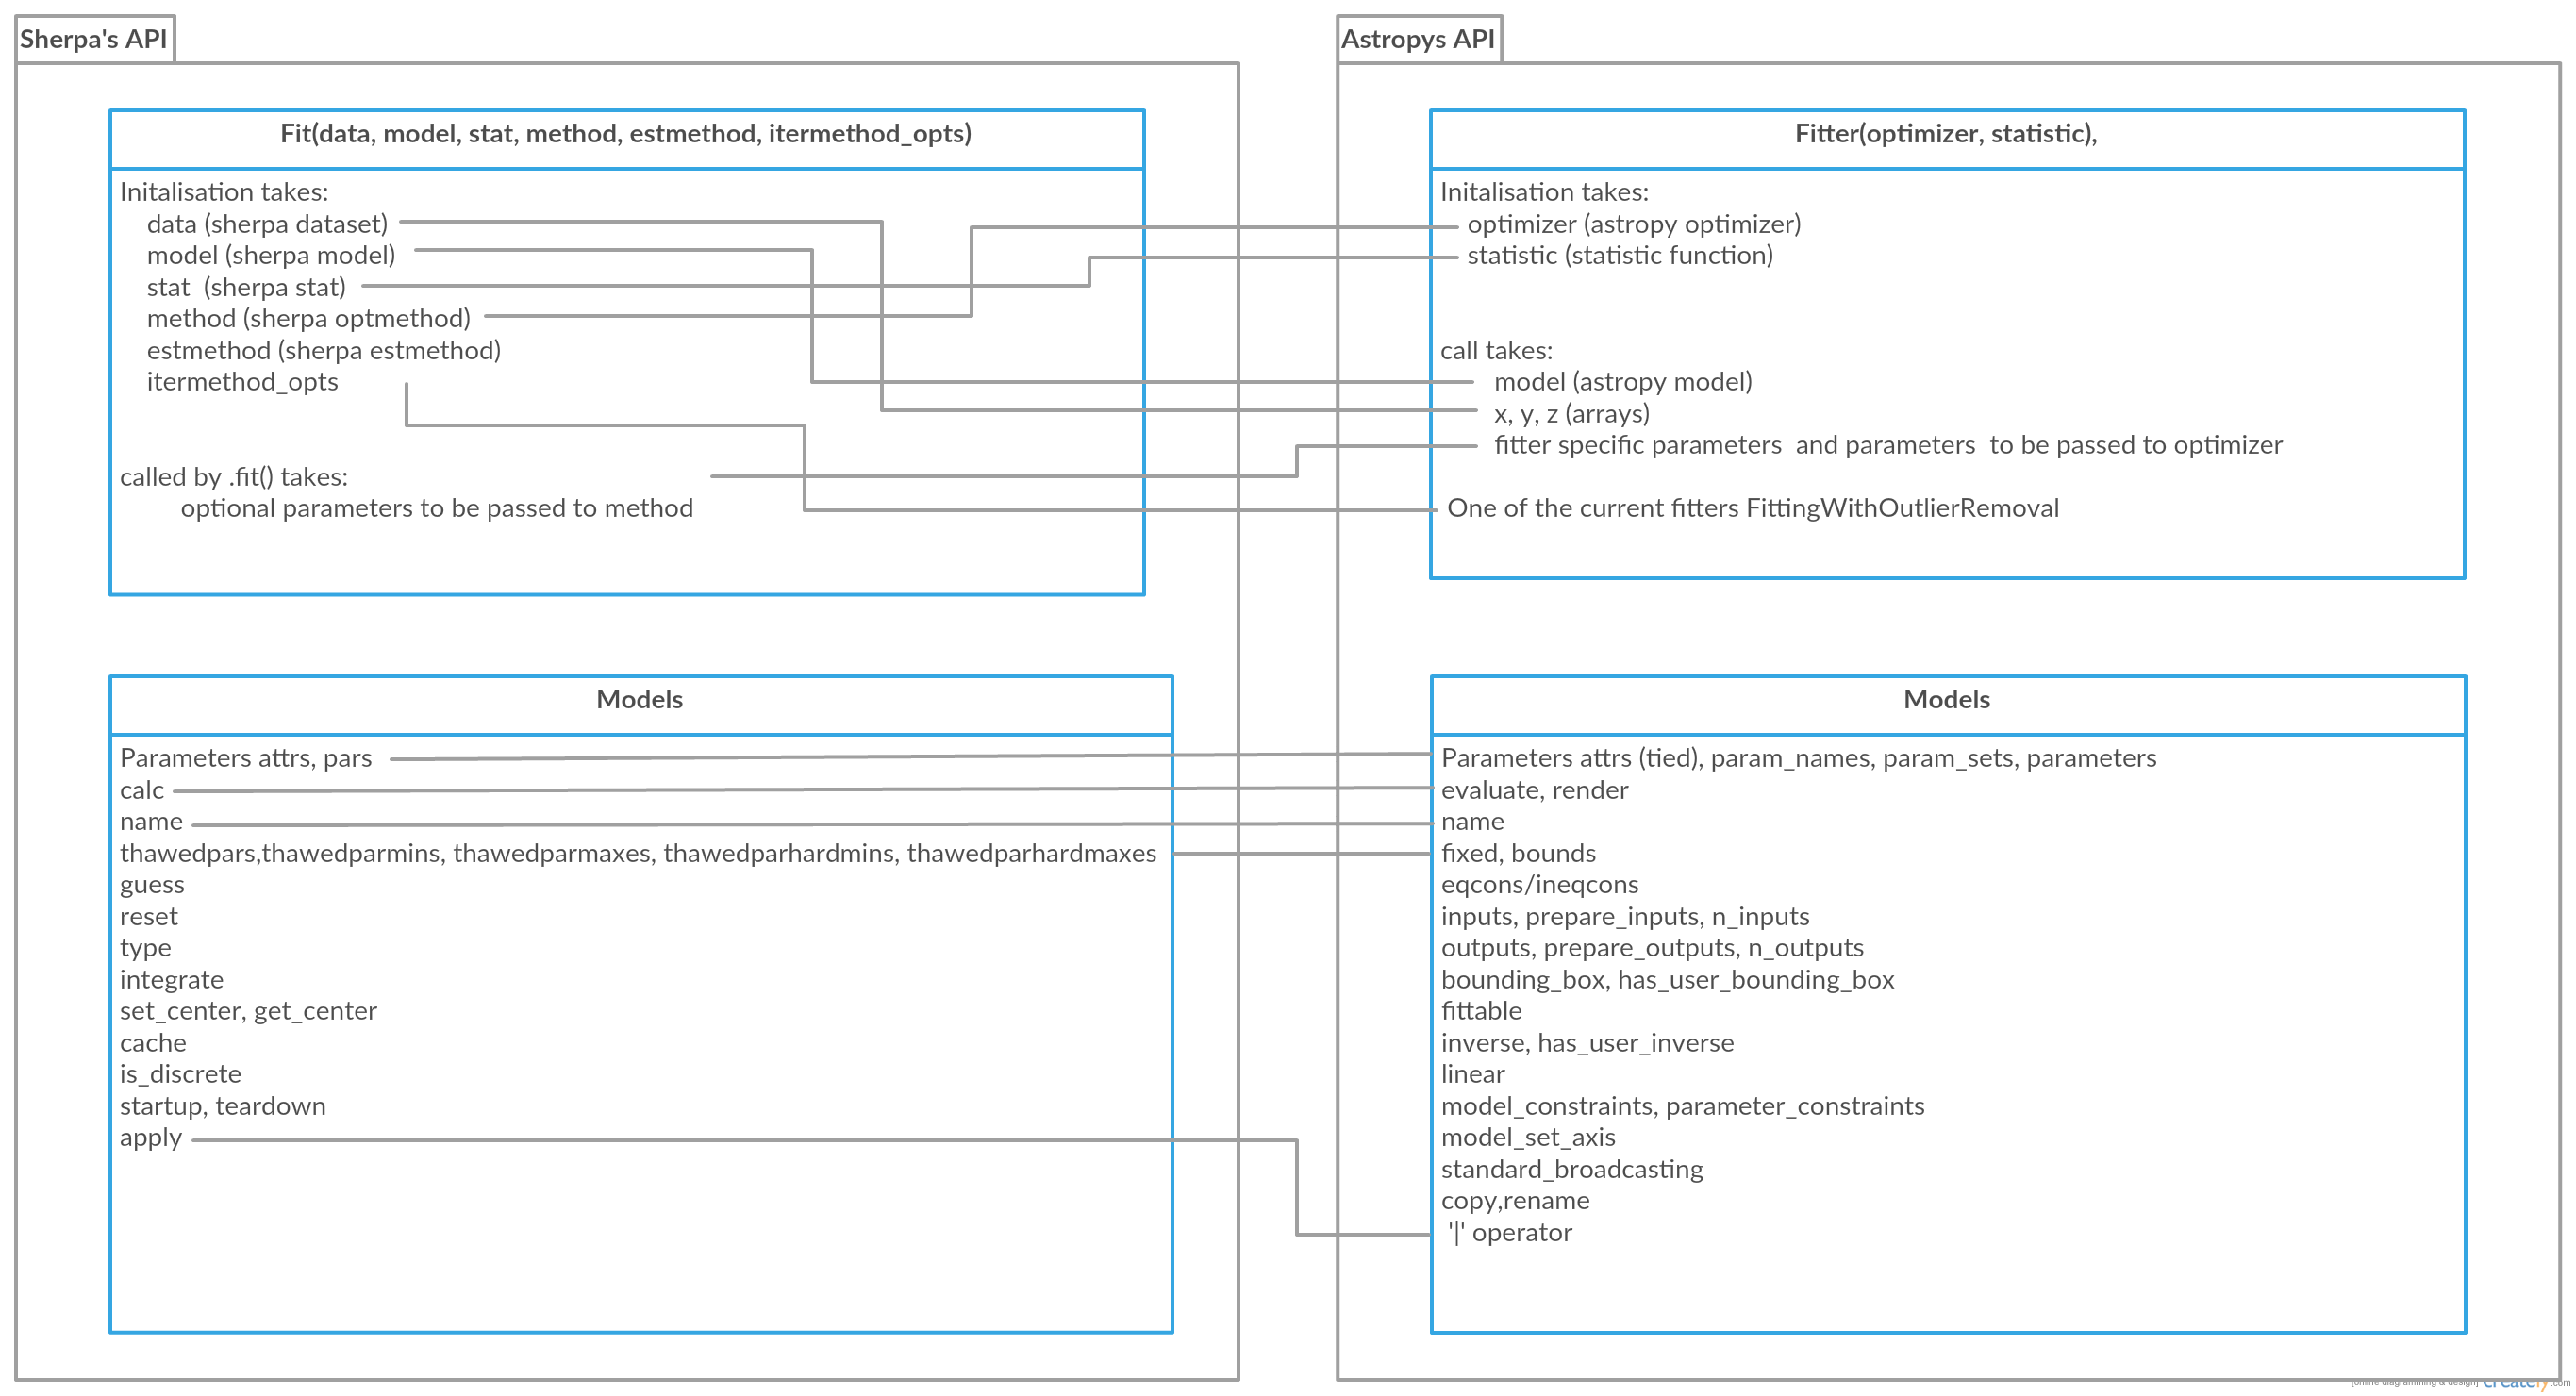 Sherpa's API
Fit(data, model, stat, method, estmethod, itermethod_opts)
Initalisation takes:
data (sherpa dataset)
model (sherpa model)
stat  (sherpa stat)
method (sherpa optmethod)
estmethod (sherpa estmethod)
itermethod_opts
called by .fit() takes:
optional parameters to be passed to method
Models
Parameters attrs, pars
calc
name
thawedpars,thawedparmins, thawedparmaxes, thawedparhardmins, thawedparhardmaxes
guess
reset
type
integrate
set_center, get_center
cache
is_discrete
startup, teardown
apply
Astropys API
Fitter(optimizer, statistic),
Initalisation takes:
optimizer (astropy optimizer)
statistic (statistic function)
call takes:
model (astropy model)
x, y, z (arrays)
fitter specific parameters  and parameters  to be passed to optimizer
One of the current fitters FittingWithOutlierRemoval
Models
Parameters attrs (tied), param_names, param_sets, parameters
evaluate, render
name
fixed, bounds
eqcons/ineqcons
inputs, prepare_inputs, n_inputs
outputs, prepare_outputs, n_outputs
bounding_box, has_user_bounding_box
fittable
inverse, has_user_inverse
linear
model_constraints, parameter_constraints
model_set_axis
standard_broadcasting
copy,rename
'|' operator
[online diagramming & design] creately.com